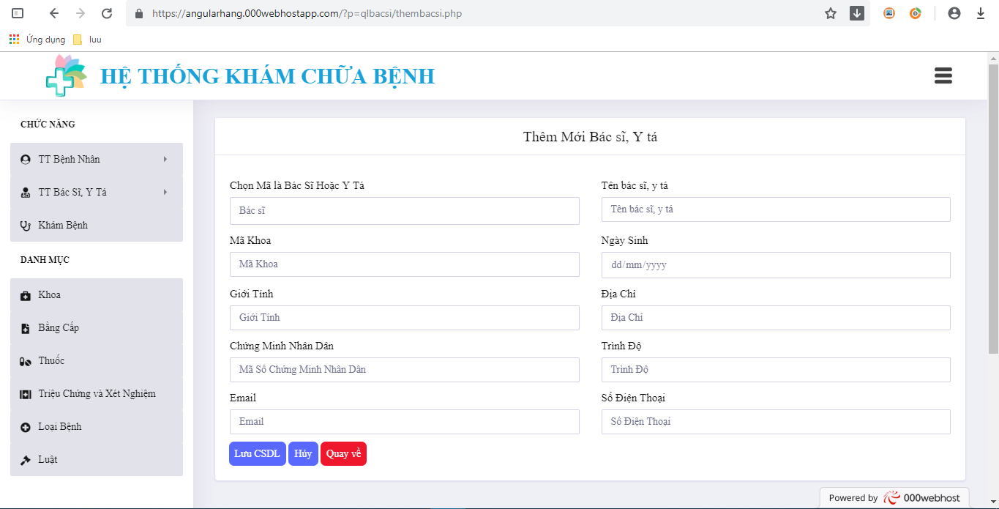 https://angularhang.000webhostapp.com/?p=qlbacsi/thembacsi.php
Ứng dụng luu
HỆ THỐNG KHÁM CHỮA BỆNH
CHỨC NĂNG
TT Bệnh Nhân
TT Bác Sĩ, Y Tá
Khám Bệnh
DANH MỤC
Khoa
Bằng Cấp
Thuốc
Triệu Chứng và Xét Nghiệm
Loại Bệnh
Luật
Thêm Mới Bác sĩ, Y tá
Chọn Mã là Bác Sĩ Hoặc Y Tá
Bác sĩ
Tên bác sĩ, y tá
Tên bác sĩ, y tá
Mã Khoa
Mã Khoa
Ngày Sinh
dd/mm/yyyy
Giới Tính
Giới Tính
Địa Chỉ
Địa Chỉ
Chứng Minh Nhân Dân
Mã Số Chứng Minh Nhân Dân
Trình Độ
Trình Độ
Email
Email
Số Điện Thoại
Số Điện Thoại
Lưu CSDL Hủy Quay về
Powered by 000webhost